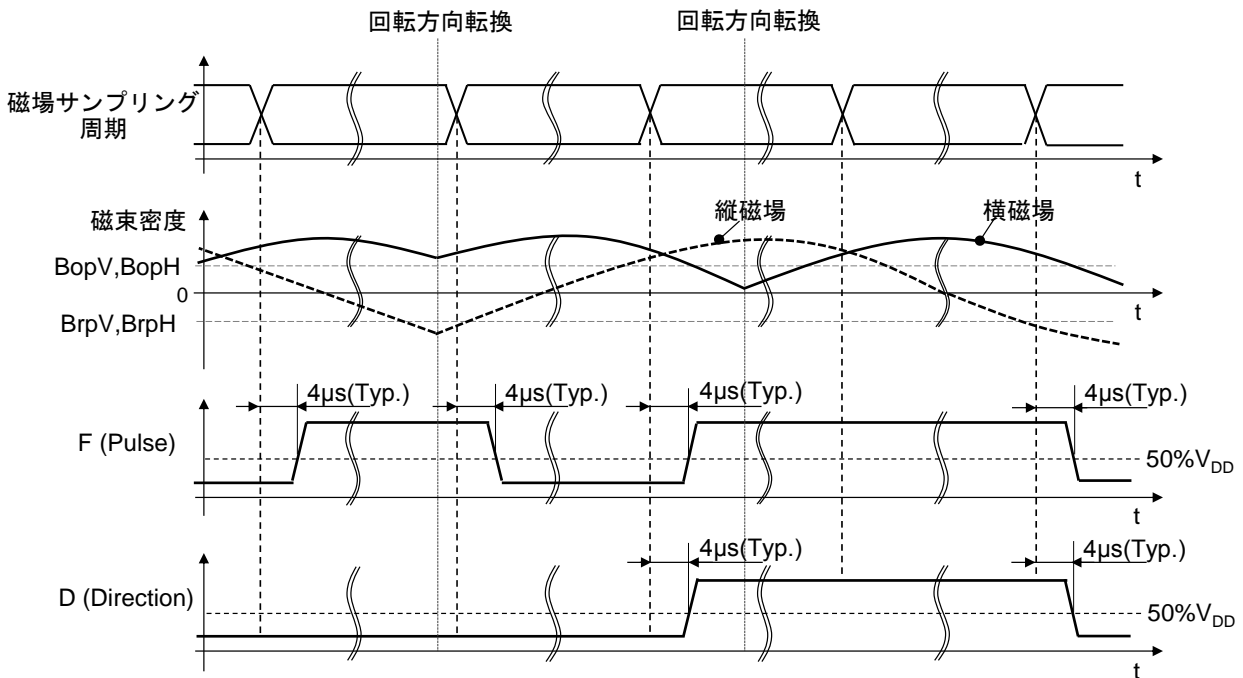 回転方向転換
回転方向転換
磁場サンプリング
周期
t
磁束密度
縦磁場
横磁場
BopV,BopH
0
BrpV,BrpH
t
4μs(Typ.)
4μs(Typ.)
4μs(Typ.)
4μs(Typ.)
F (Pulse)
50%VDD
t
4μs(Typ.)
4μs(Typ.)
D (Direction)
50%VDD
t